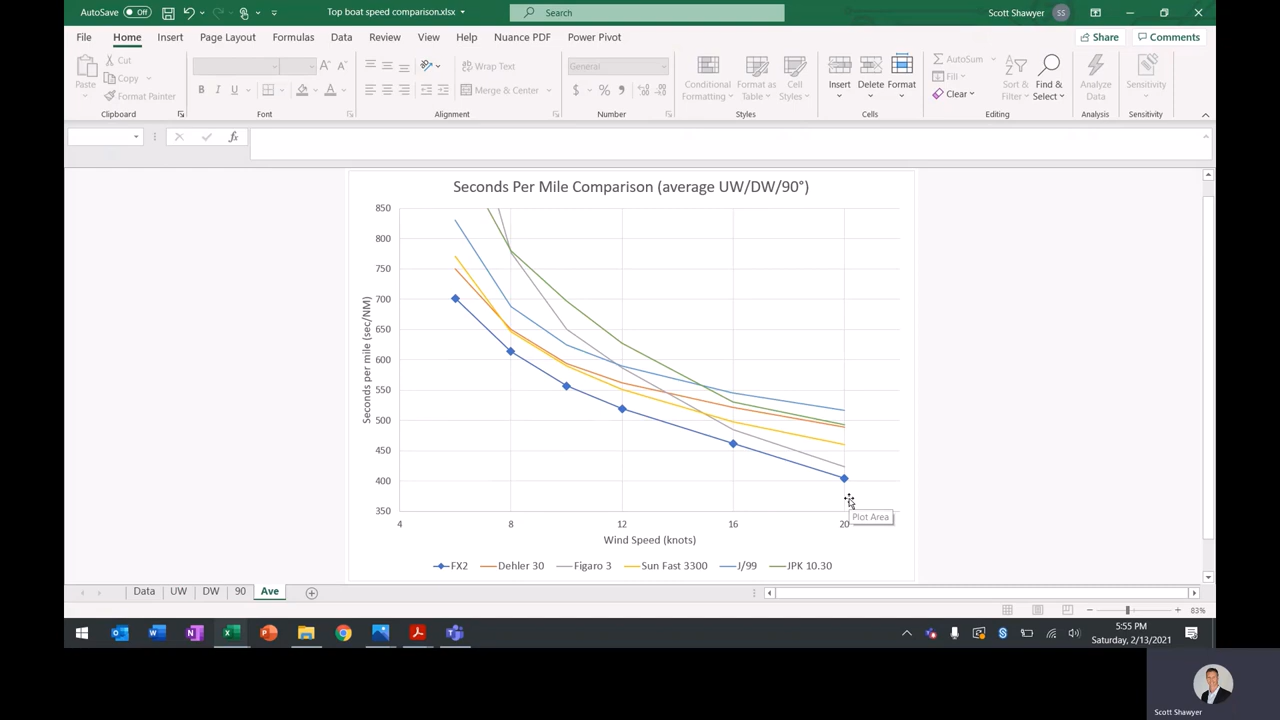 AutoSave Off Top boat speed comparison.xlsx Search Scott Shawyer SS
File Home Insert Page Layout Formulas Data Review View Help Nuance PDF Power Pivot Share Comments
Paste Cut Copy Format Painter
Wrap Text Merge & Center
General
Conditional Formatting Format as Table Cell Styles
Insert Delete Format
AutoSum Fill Clear Sort & Filter Find & Select
Analyze Data Sensitivity
Clipboard Font Alignment Number Styles Cells Editing Analysis Sensitivity
fx
Seconds Per Mile Comparison (average UW/DW/90°)
Seconds per mile (sec/NM)
850
800
750
700
650
600
550
500
450
400
350
4 8 12 16 20
Plot Area
Wind Speed (knots)
FX2 Dehler 30 Figaro 3 Sun Fast 3300 J/99 JPK 10.30
Data UW DW 90 Ave
83%
5:55 PM
Saturday, 2/13/2021
Scott Shawyer